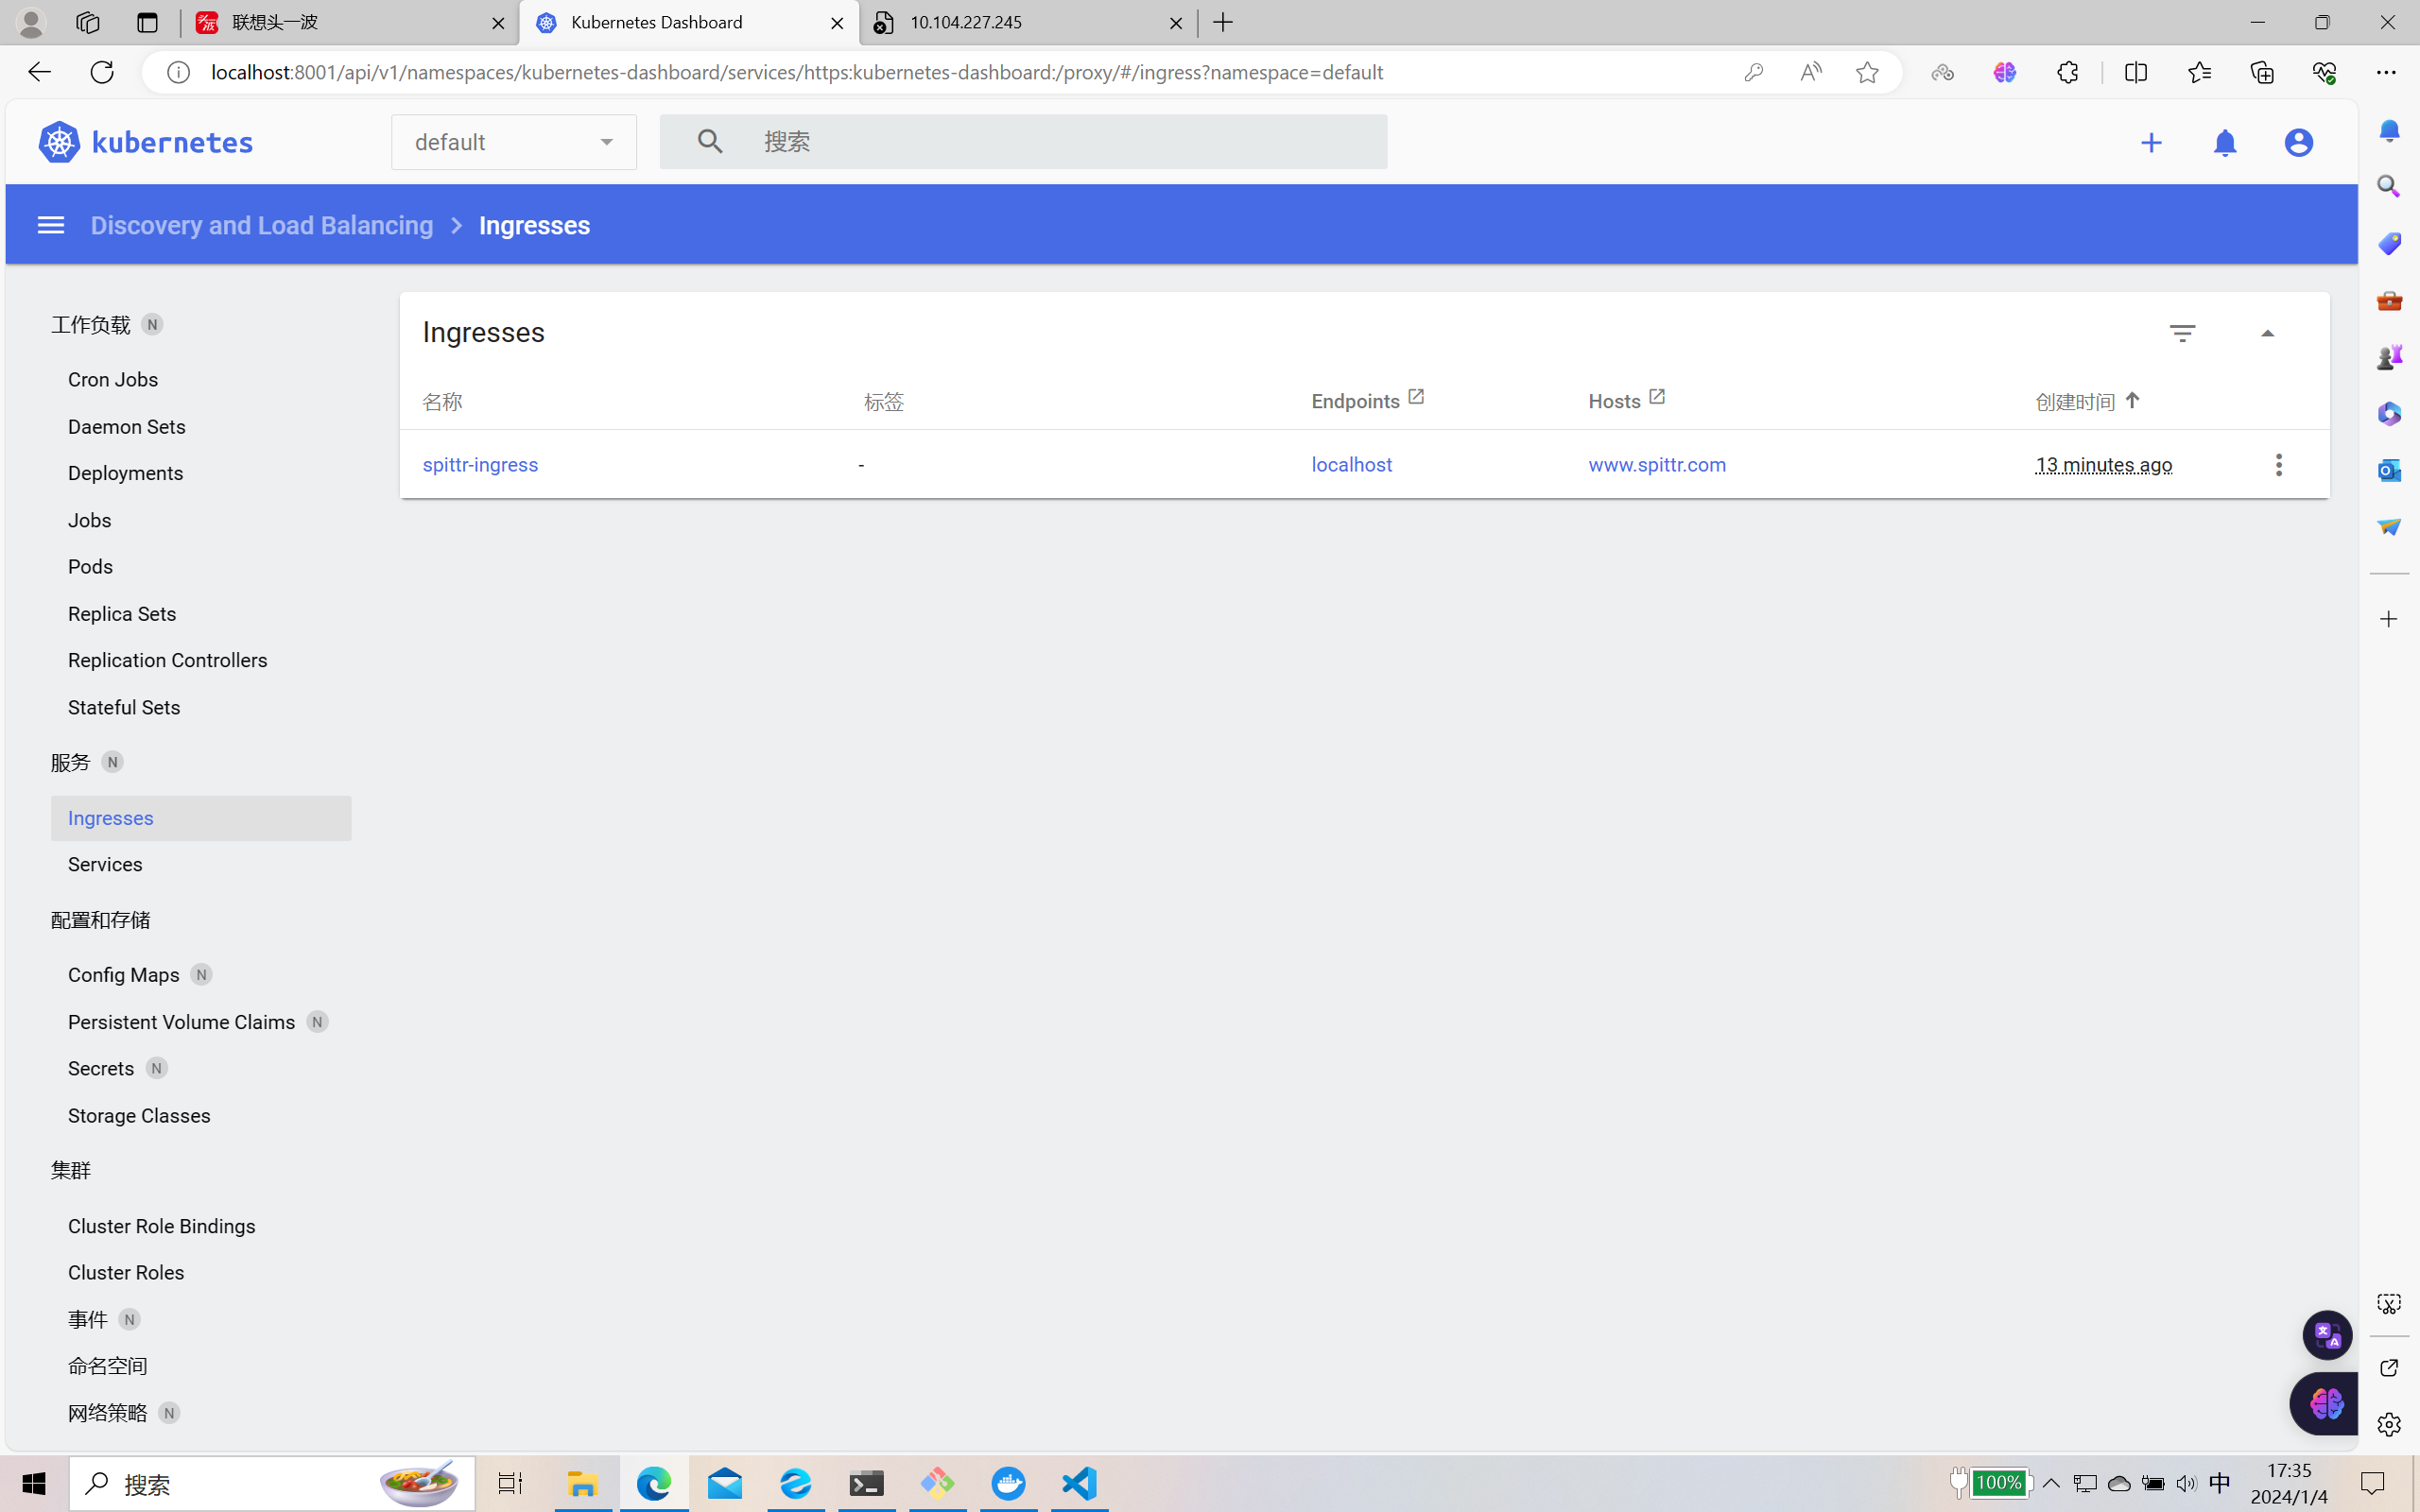 联想头一波
Kubernetes Dashboard
10.104.227.245
localhost:8001/api/v1/namespaces/kubernetes-dashboard/services/https:kubernetes-dashboard:/proxy/#/ingress?namespace=default
kubernetes
default
搜索
Discovery and Load Balancing > Ingresses
工作负载 N
Cron Jobs
Daemon Sets
Deployments
Jobs
Pods
Replica Sets
Replication Controllers
Stateful Sets
服务 N
Ingresses
Services
配置和存储
Config Maps N
Persistent Volume Claims N
Secrets N
Storage Classes
集群
Cluster Role Bindings
Cluster Roles
事件 N
命名空间
网络策略 N
Ingresses
名称 标签 Endpoints Hosts 创建时间
spittr-ingress - localhost www.spittr.com 13 minutes ago
搜索
100%
中
17:35
2024/1/4